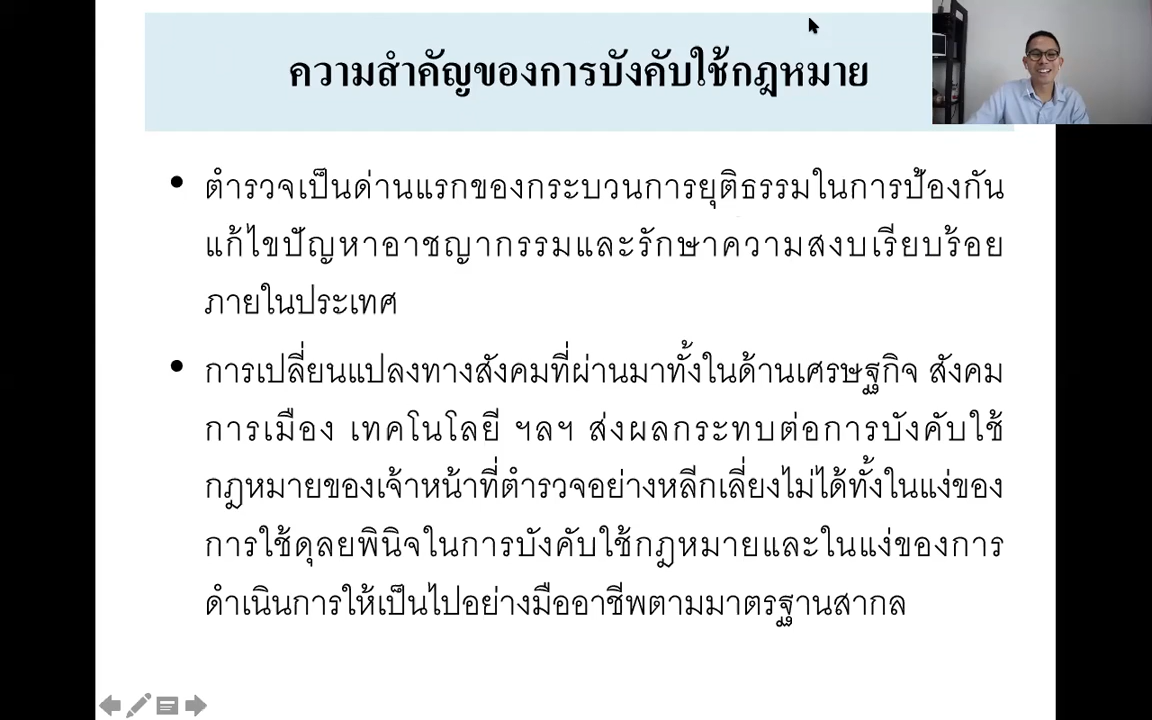 ความสำคัญของการบังคับใช้กฎหมาย
• ตำรวจเป็นด่านแรกของกระบวนการยุติธรรมในการป้องกัน
แก้ไขปัญหาอาชญากรรมและรักษาความสงบเรียบร้อย
ภายในประเทศ
• การเปลี่ยนแปลงทางสังคมที่ผ่านมาทั้งในด้านเศรษฐกิจ สังคม
การเมือง เทคโนโลยี ฯลฯ ส่งผลกระทบต่อการบังคับใช้
กฎหมายของเจ้าหน้าที่ตำรวจอย่างหลีกเลี่ยงไม่ได้ทั้งในแง่ของ
การใช้ดุลยพินิจในการบังคับใช้กฎหมายและในแง่ของการ
ดำเนินการให้เป็นไปอย่างมืออาชีพตามมาตรฐานสากล